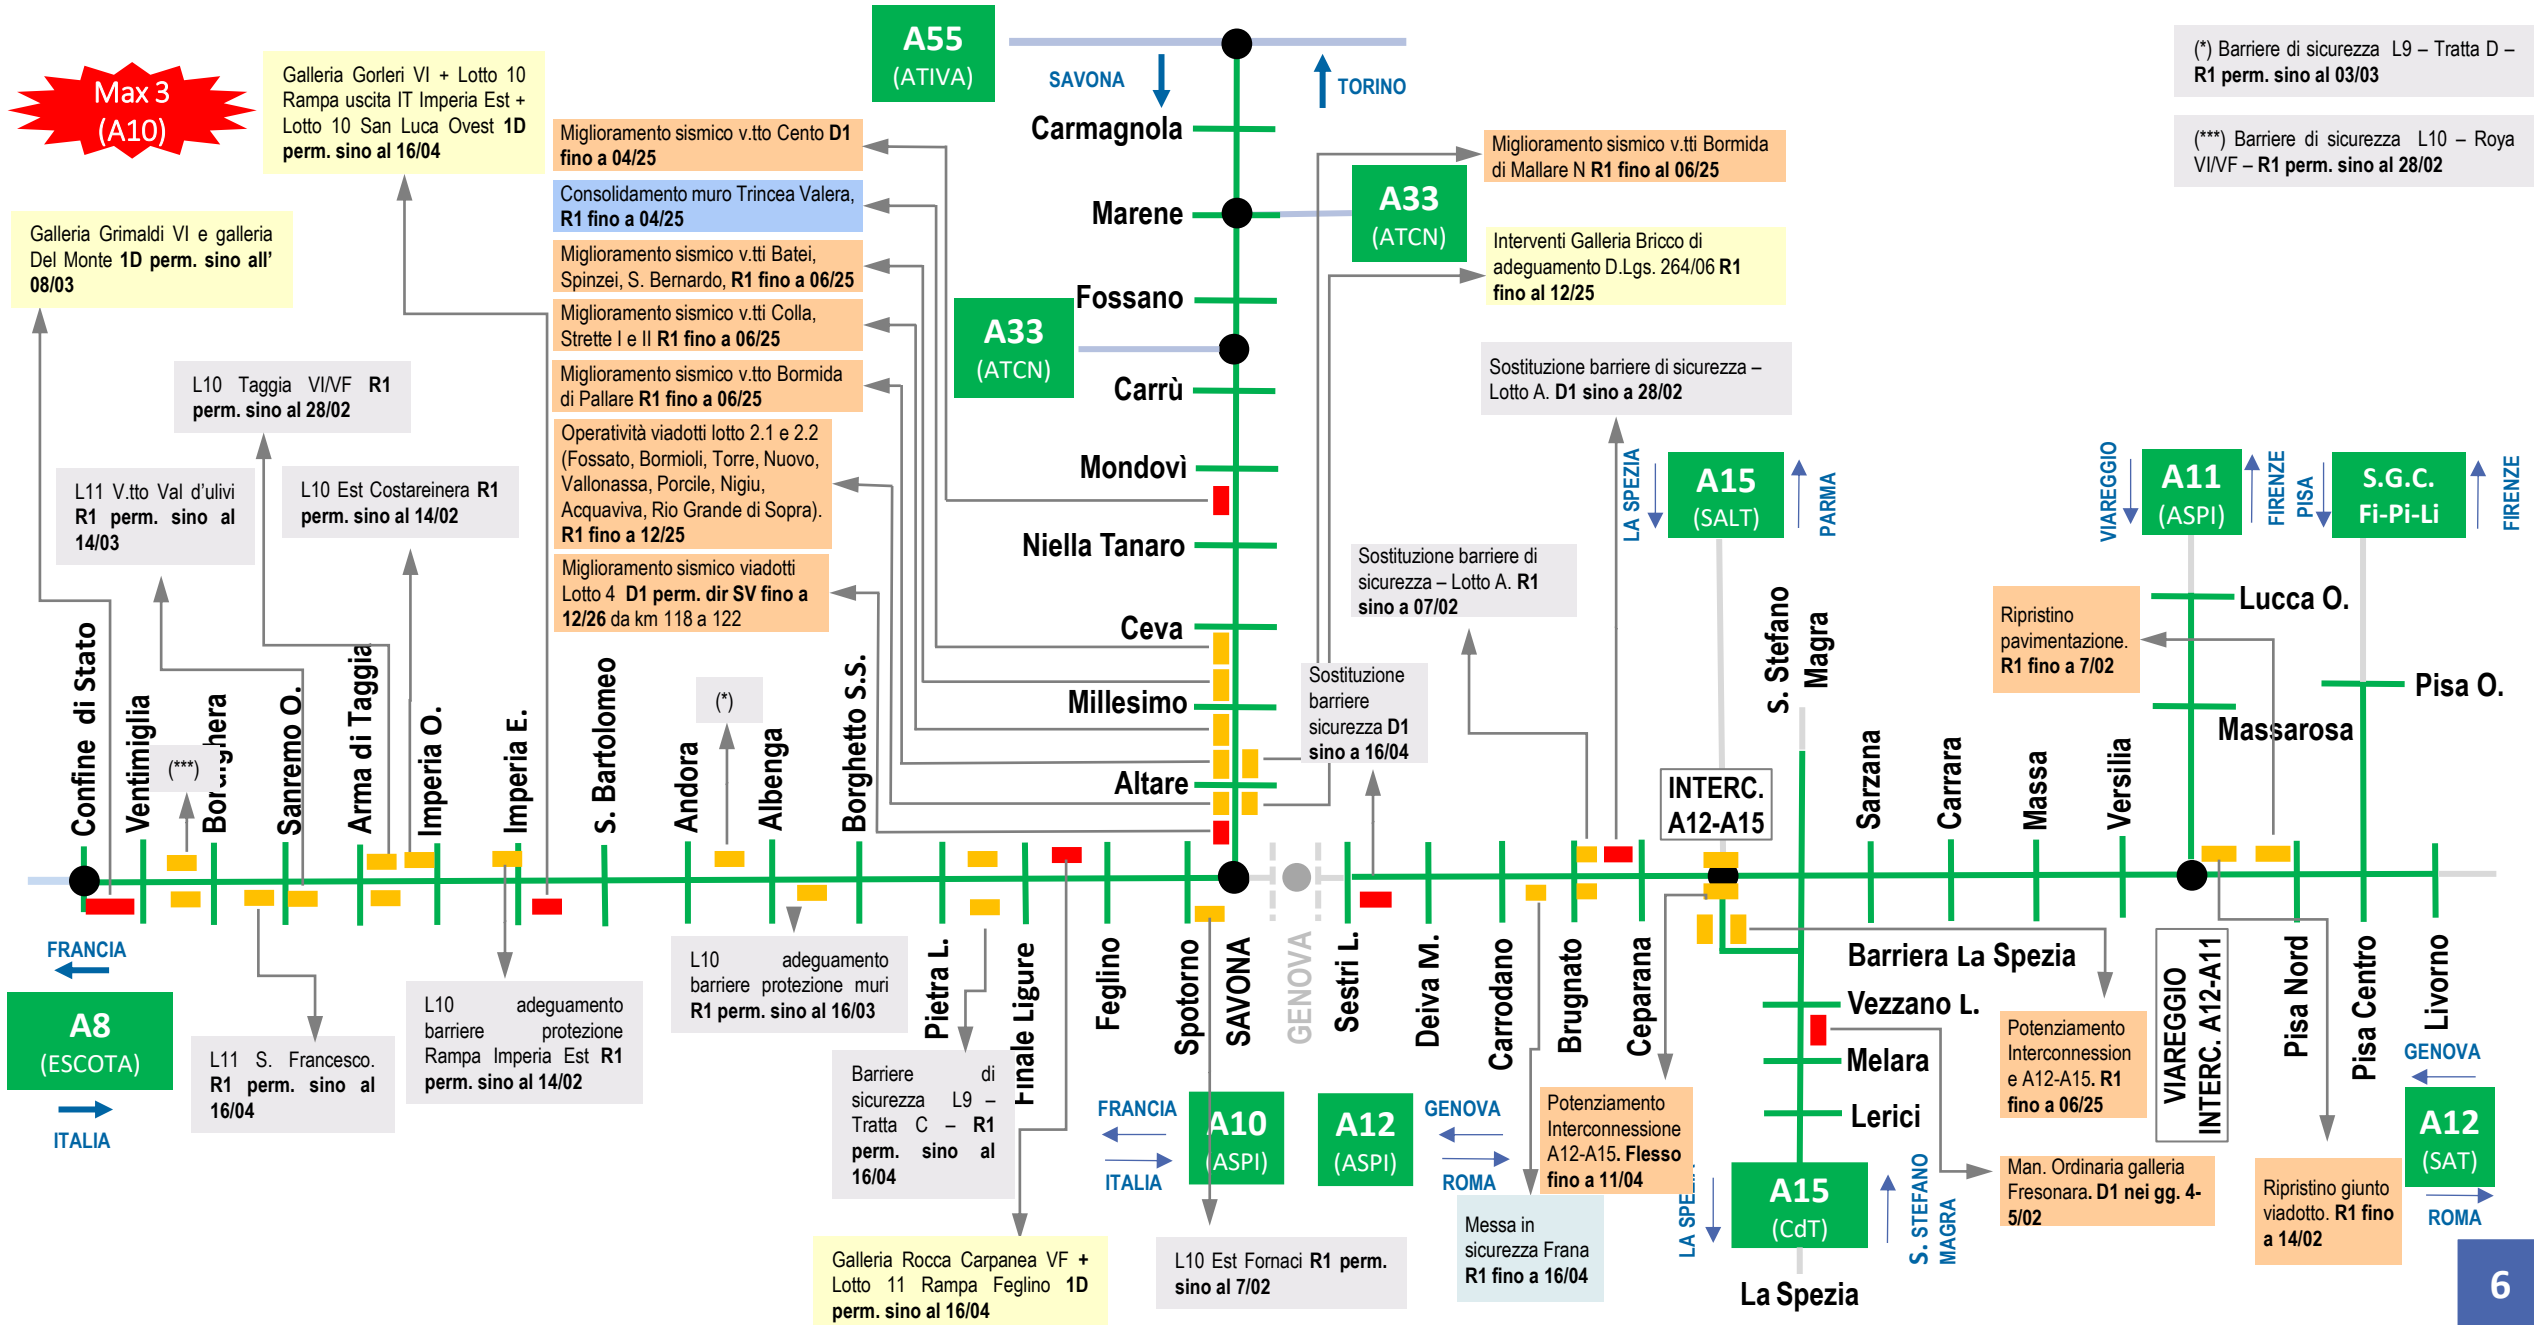 Max 3
(A10)
Galleria Gorleri VI + Lotto 10
Rampa uscita IT Imperia Est +
Lotto 10 San Luca Ovest 1D
perm. sino al 16/04
Galleria Grimaldi VI e galleria
Del Monte 1D perm. sino all'
08/03
L10 Taggia VI/VF R1
perm. sino al 28/02
L11 V.tto Val d'ulivi
R1 perm. sino al
14/03
L10 Est Costareinera R1
perm. sino al 14/02
A55
(ATIVA)
SAVONA
TORINO
Miglioramento sismico v.tto Cento D1
fino a 04/25
Consolidamento muro Trincea Valera,
R1 fino a 04/25
Miglioramento sismico v.tti Batei,
Spinzei, S. Bernardo, R1 fino a 06/25
Miglioramento sismico v.tti Colla,
Strette I e II R1 fino a 06/25
Miglioramento sismico v.tto Bormida
di Pallare R1 fino a 06/25
Operatività viadotti lotto 2.1 e 2.2
(Fossato, Bormioli, Torre, Nuovo,
Vallonassa, Porcile, Nigiu,
Acquaviva, Rio Grande di Sopra).
R1 fino a 12/25
Miglioramento sismico viadotti
Lotto 4 D1 perm. dir SV fino a
12/26 da km 118 a 122
Carmagnola
Marene
Fossano
Carrù
Mondovì
Niella Tanaro
Ceva
Millesimo
Altare
A33
(ATCN)
A33
(ATCN)
Miglioramento sismico v.tti Bormida
di Mallare N R1 fino al 06/25
Interventi Galleria Bricco di
adeguamento D.Lgs. 264/06 R1
fino al 12/25
(*) Barriere di sicurezza L9 – Tratta D –
R1 perm. sino al 03/03
(***) Barriere di sicurezza L10 – Roya
VI/VF – R1 perm. sino al 28/02
Sostituzione barriere di sicurezza –
Lotto A. D1 sino a 28/02
Sostituzione barriere di
sicurezza – Lotto A. R1
sino a 07/02
Sostituzione
barriere
sicurezza D1
sino a 16/04
LA SPEZIA
A15
(SALT)
PARMA
VIAREGGIO
A11
(ASPI)
FIRENZE
PISA
S.G.C.
Fi-Pi-Li
FIRENZE
Ripristino
pavimentazione.
R1 fino a 7/02
Lucca O.
Massarosa
Pisa O.
(***)
(*)
Confine di Stato
Ventimiglia
Bordighera
Sanremo O.
Arma di Taggia
Imperia O.
Imperia E.
S. Bartolomeo
Andora
Albenga
Borghetto S.S.
Pietra L.
Finale Ligure
Feglino
Spotorno
SAVONA
GENOVA
Sestri L.
Deiva M.
Carrodano
Brugnato
Ceparana
INTERC.
A12-A15
S. Stefano
Magra
Sarzana
Carrara
Massa
Versilia
VIAREGGIO
INTERC. A12-A11
Pisa Nord
Pisa Centro
Livorno
Barriera La Spezia
Vezzano L.
Melara
Lerici
La Spezia
FRANCIA
A8
(ESCOTA)
ITALIA
L11 S. Francesco.
R1 perm. sino al
16/04
L10 adeguamento
barriere protezione
Rampa Imperia Est R1
perm. sino al 14/02
L10 adeguamento
barriere protezione muri
R1 perm. sino al 16/03
Barriere di
sicurezza L9 –
Tratta C – R1
perm. sino al
16/04
Galleria Rocca Carpanea VF +
Lotto 11 Rampa Feglino 1D
perm. sino al 16/04
FRANCIA
ITALIA
A10
(ASPI)
L10 Est Fornaci R1 perm.
sino al 7/02
A12
(ASPI)
GENOVA
ROMA
Messa in
sicurezza Frana
R1 fino a 16/04
Potenziamento
Interconnessione
A12-A15. Flesso
fino a 11/04
LA SPEZIA
A15
(CdT)
S. STEFANO
MAGRA
Potenziamento
Interconnession
e A12-A15. R1
fino a 06/25
Man. Ordinaria galleria
Fresonara. D1 nei gg. 4-
5/02
Ripristino giunto
viadotto. R1 fino
a 14/02
GENOVA
A12
(SAT)
ROMA
6